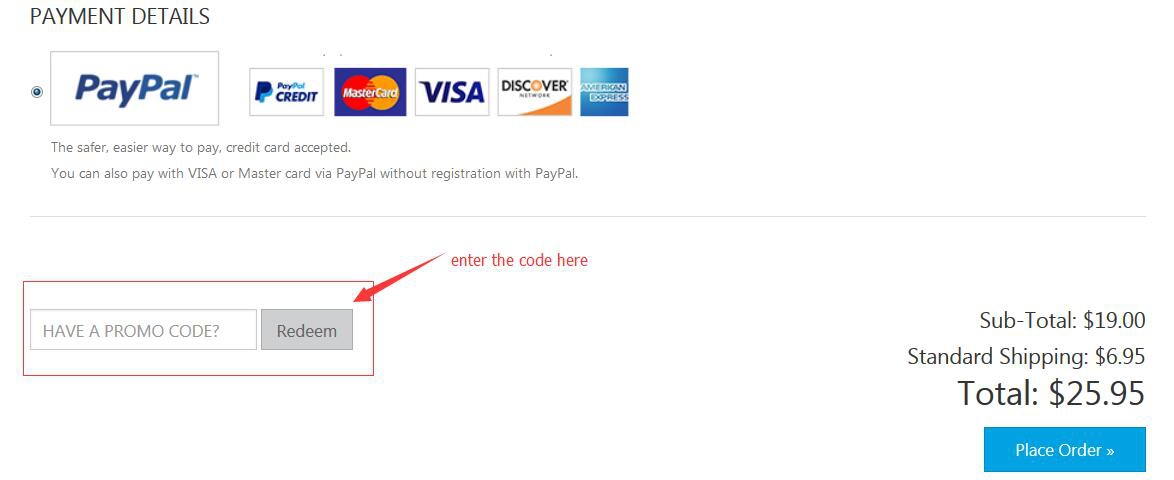 PAYMENT DETAILS
PayPal™
PayPal CREDIT
MasterCard
VISA
DISCOVER NETWORK
AMERICAN EXPRESS
The safer, easier way to pay, credit card accepted.
You can also pay with VISA or Master card via PayPal without registration with PayPal.
enter the code here
HAVE A PROMO CODE? Redeem
Sub-Total: $19.00
Standard Shipping: $6.95
Total: $25.95
Place Order »